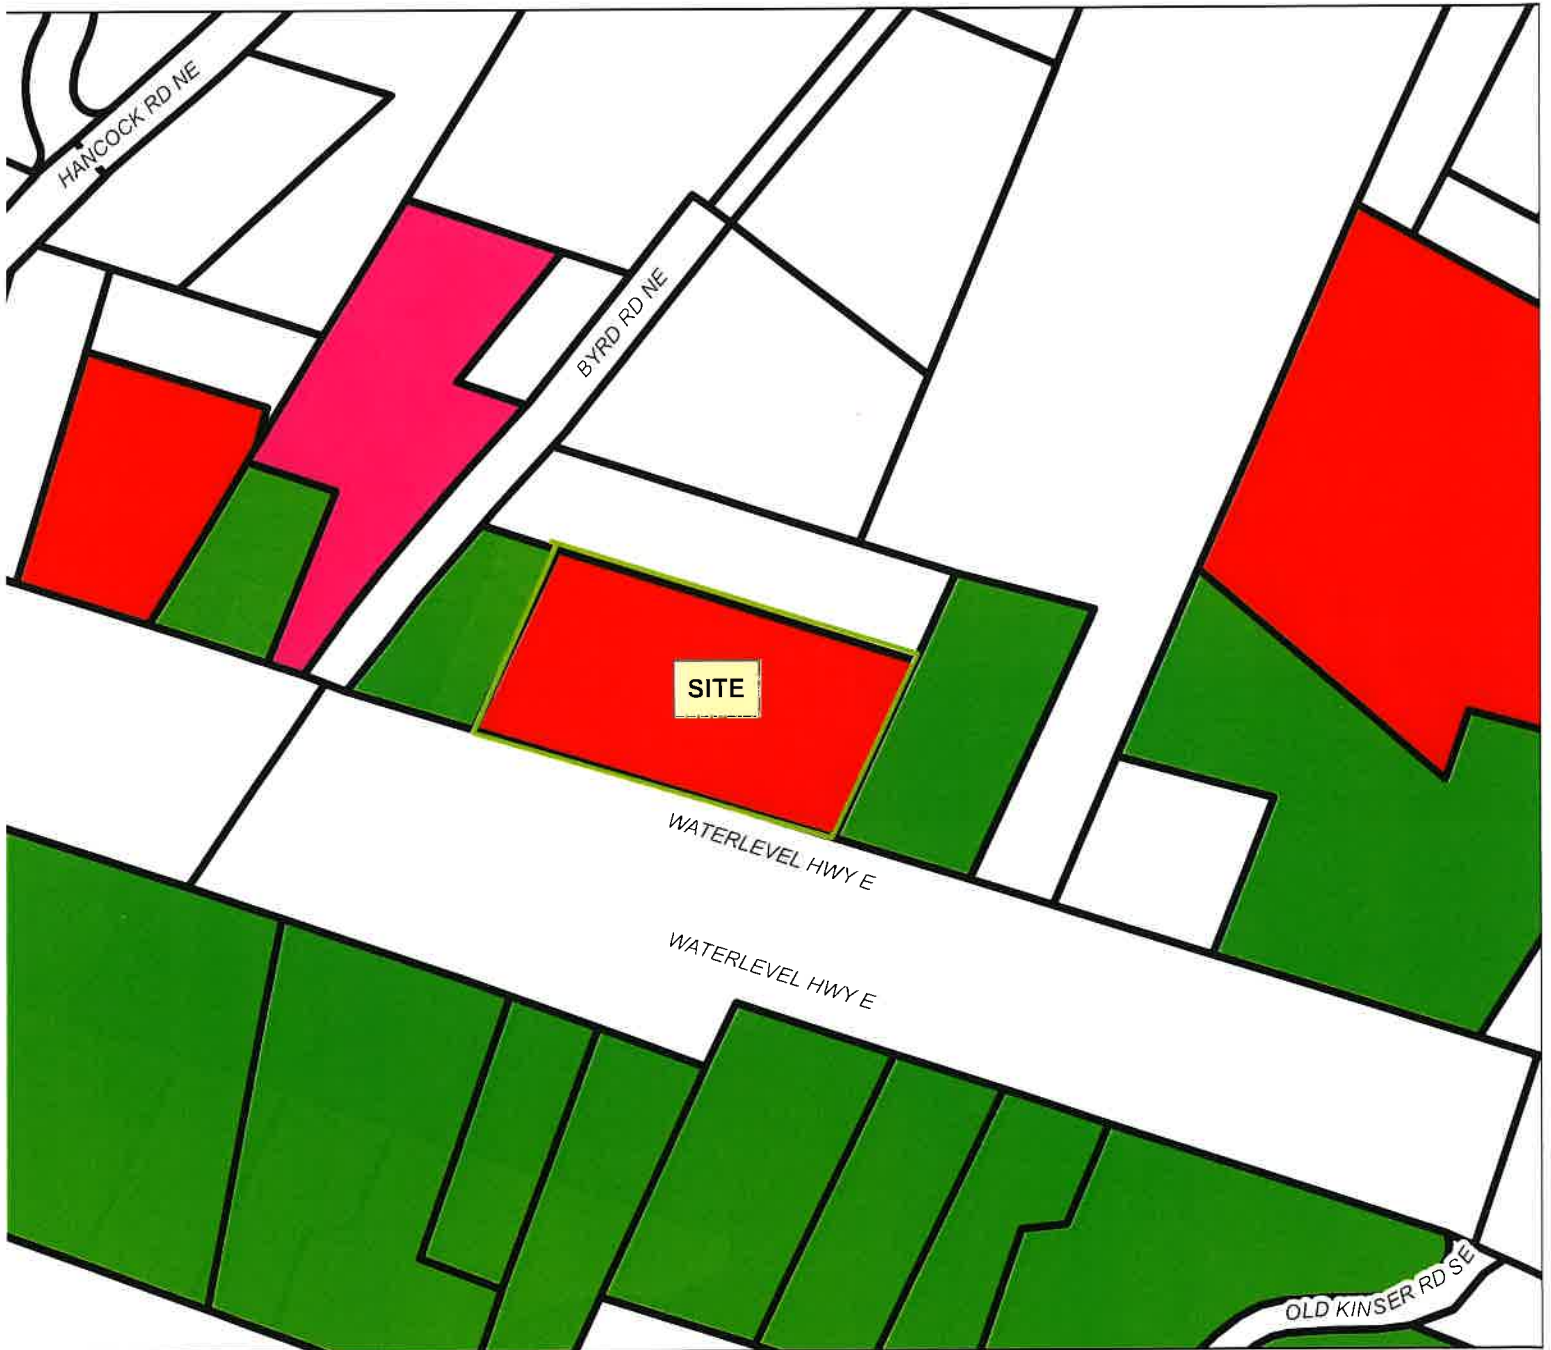 HANCOCK RD NE
BYRD RD NE
SITE
WATERLEVEL HWY E
WATERLEVEL HWY E
OLD KINSER RD SE